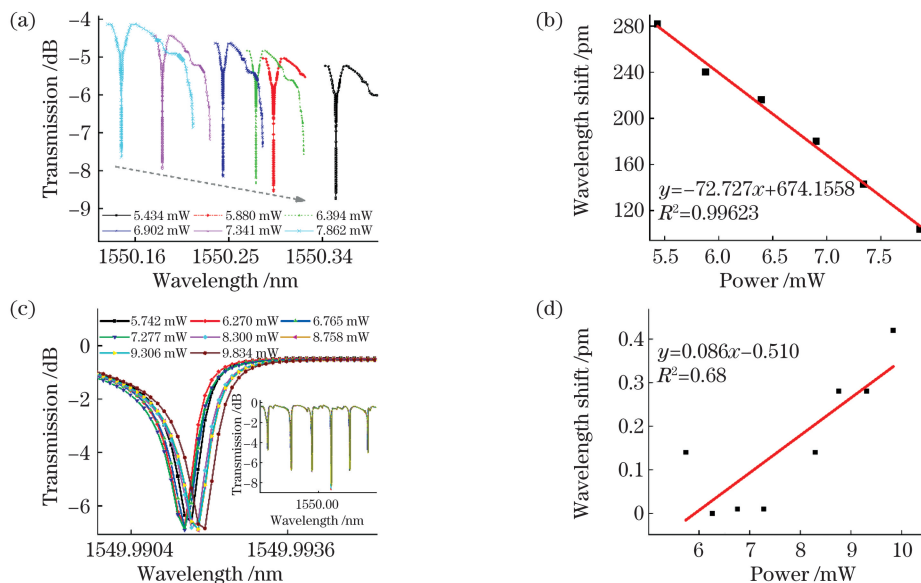 (a)
Transmission /dB
−4
−5
−6
−7
−8
−9
5.434 mW 5.880 mW 6.394 mW
6.902 mW 7.341 mW 7.862 mW
1550.16 1550.25 1550.34
Wavelength /nm
(b)
Wavelength shift /pm
280
240
200
160
120
y=−72.727x+674.1558
R²=0.99623
5.5 6.0 6.5 7.0 7.5
Power /mW
(c)
5.742 mW 6.270 mW 6.765 mW
7.277 mW 8.300 mW 8.758 mW
9.306 mW 9.834 mW
Transmission /dB
0
−2
−4
−6
Transmission /dB
0
−2
−4
−6
−8
1550.00
Wavelength /nm
1549.9904 1549.9936
Wavelength /nm
(d)
Wavelength shift /pm
0.4
0.3
0.2
0.1
0
y=0.086x−0.510
R²=0.68
6 7 8 9 10
Power /mW